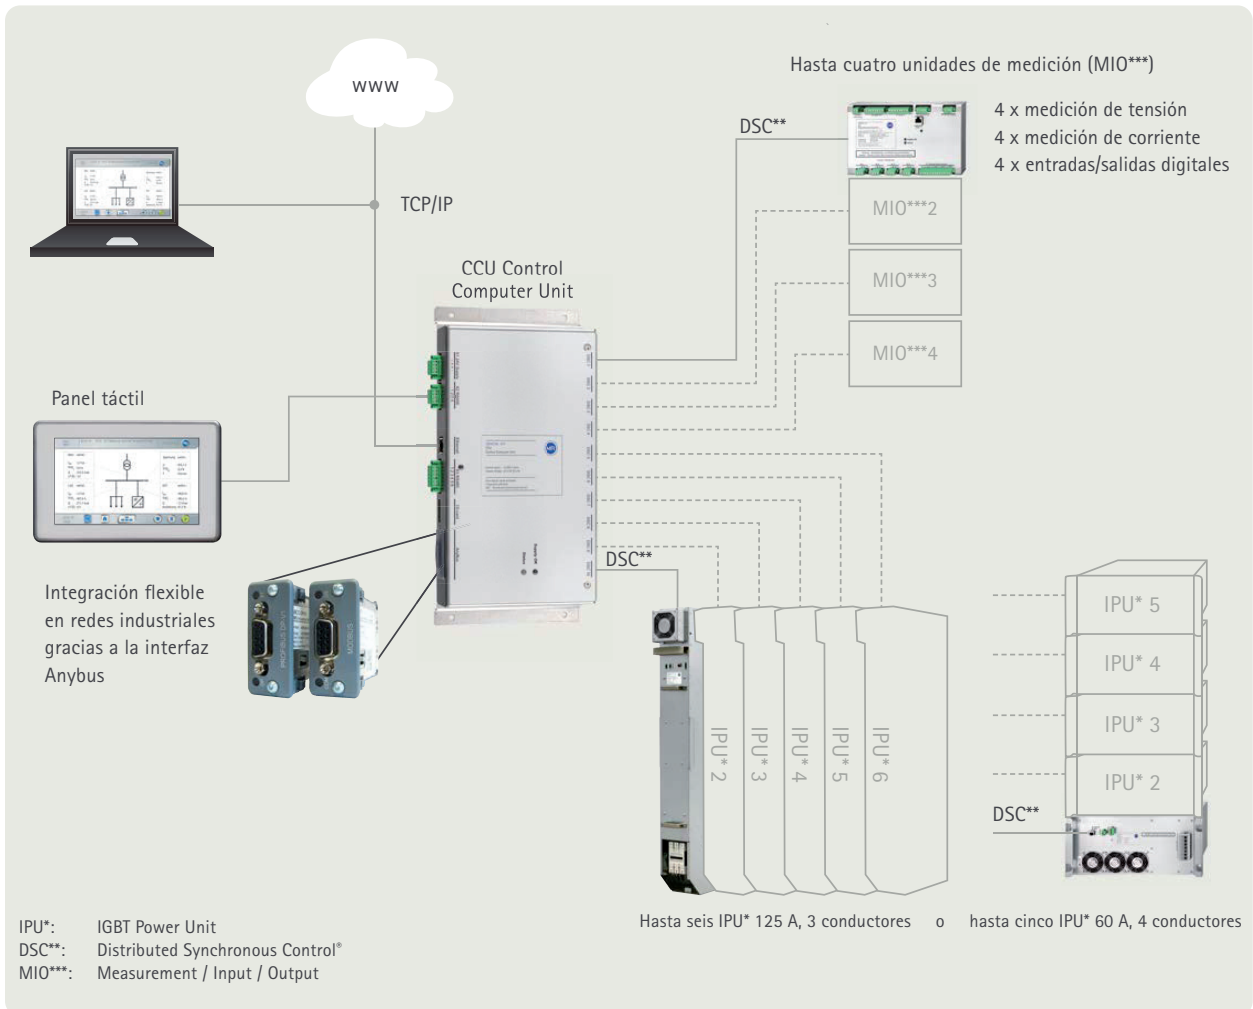 www
Hasta cuatro unidades de medición (MIO***)
4 x medición de tensión
4 x medición de corriente
4 x entradas/salidas digitales
DSC**
MIO***2
MIO***3
MIO***4
TCP/IP
CCU Control
Computer Unit
Panel táctil
Integración flexible
en redes industriales
gracias a la interfaz
Anybus
PROFIBUS DP-V1
MODBUS
DSC**
IPU* 2
IPU* 3
IPU* 4
IPU* 5
IPU* 6
IPU* 5
IPU* 4
IPU* 3
IPU* 2
DSC**
Hasta seis IPU* 125 A, 3 conductores o hasta cinco IPU* 60 A, 4 conductores
IPU*: IGBT Power Unit
DSC**: Distributed Synchronous Control®
MIO***: Measurement / Input / Output